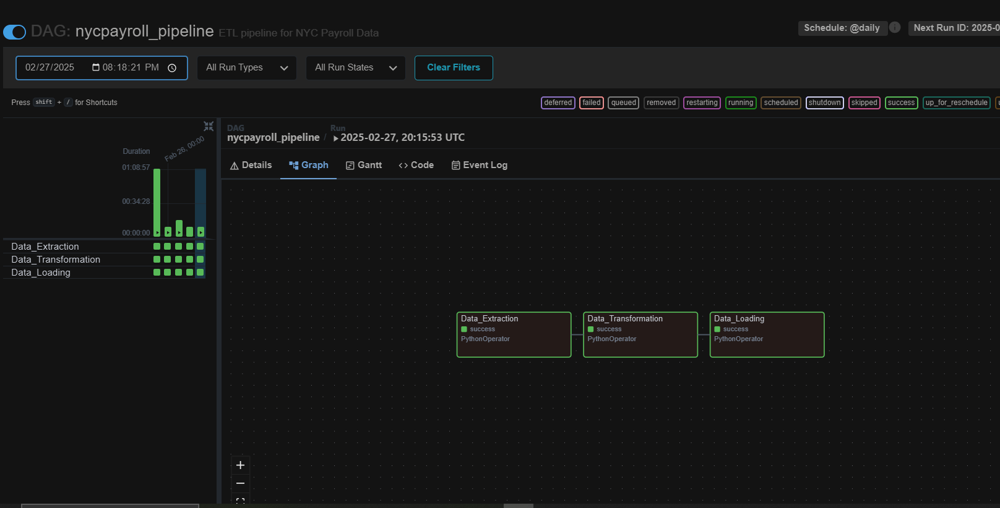 DAG: nycpayroll_pipeline ETL pipeline for NYC Payroll Data
Schedule: @daily
Next Run ID: 2025-0
02/27/2025 08:18:21 PM
All Run Types
All Run States
Clear Filters
Press shift + / for Shortcuts
deferred failed queued removed restarting running scheduled shutdown skipped success up_for_reschedule
DAG
nycpayroll_pipeline
/
Run
2025-02-27, 20:15:53 UTC
Details
Graph
Gantt
Code
Event Log
Feb 26, 00:00
Duration
01:08:57
00:34:28
00:00:00
Data_Extraction
Data_Transformation
Data_Loading
Data_Extraction
success
PythonOperator
Data_Transformation
success
PythonOperator
Data_Loading
success
PythonOperator